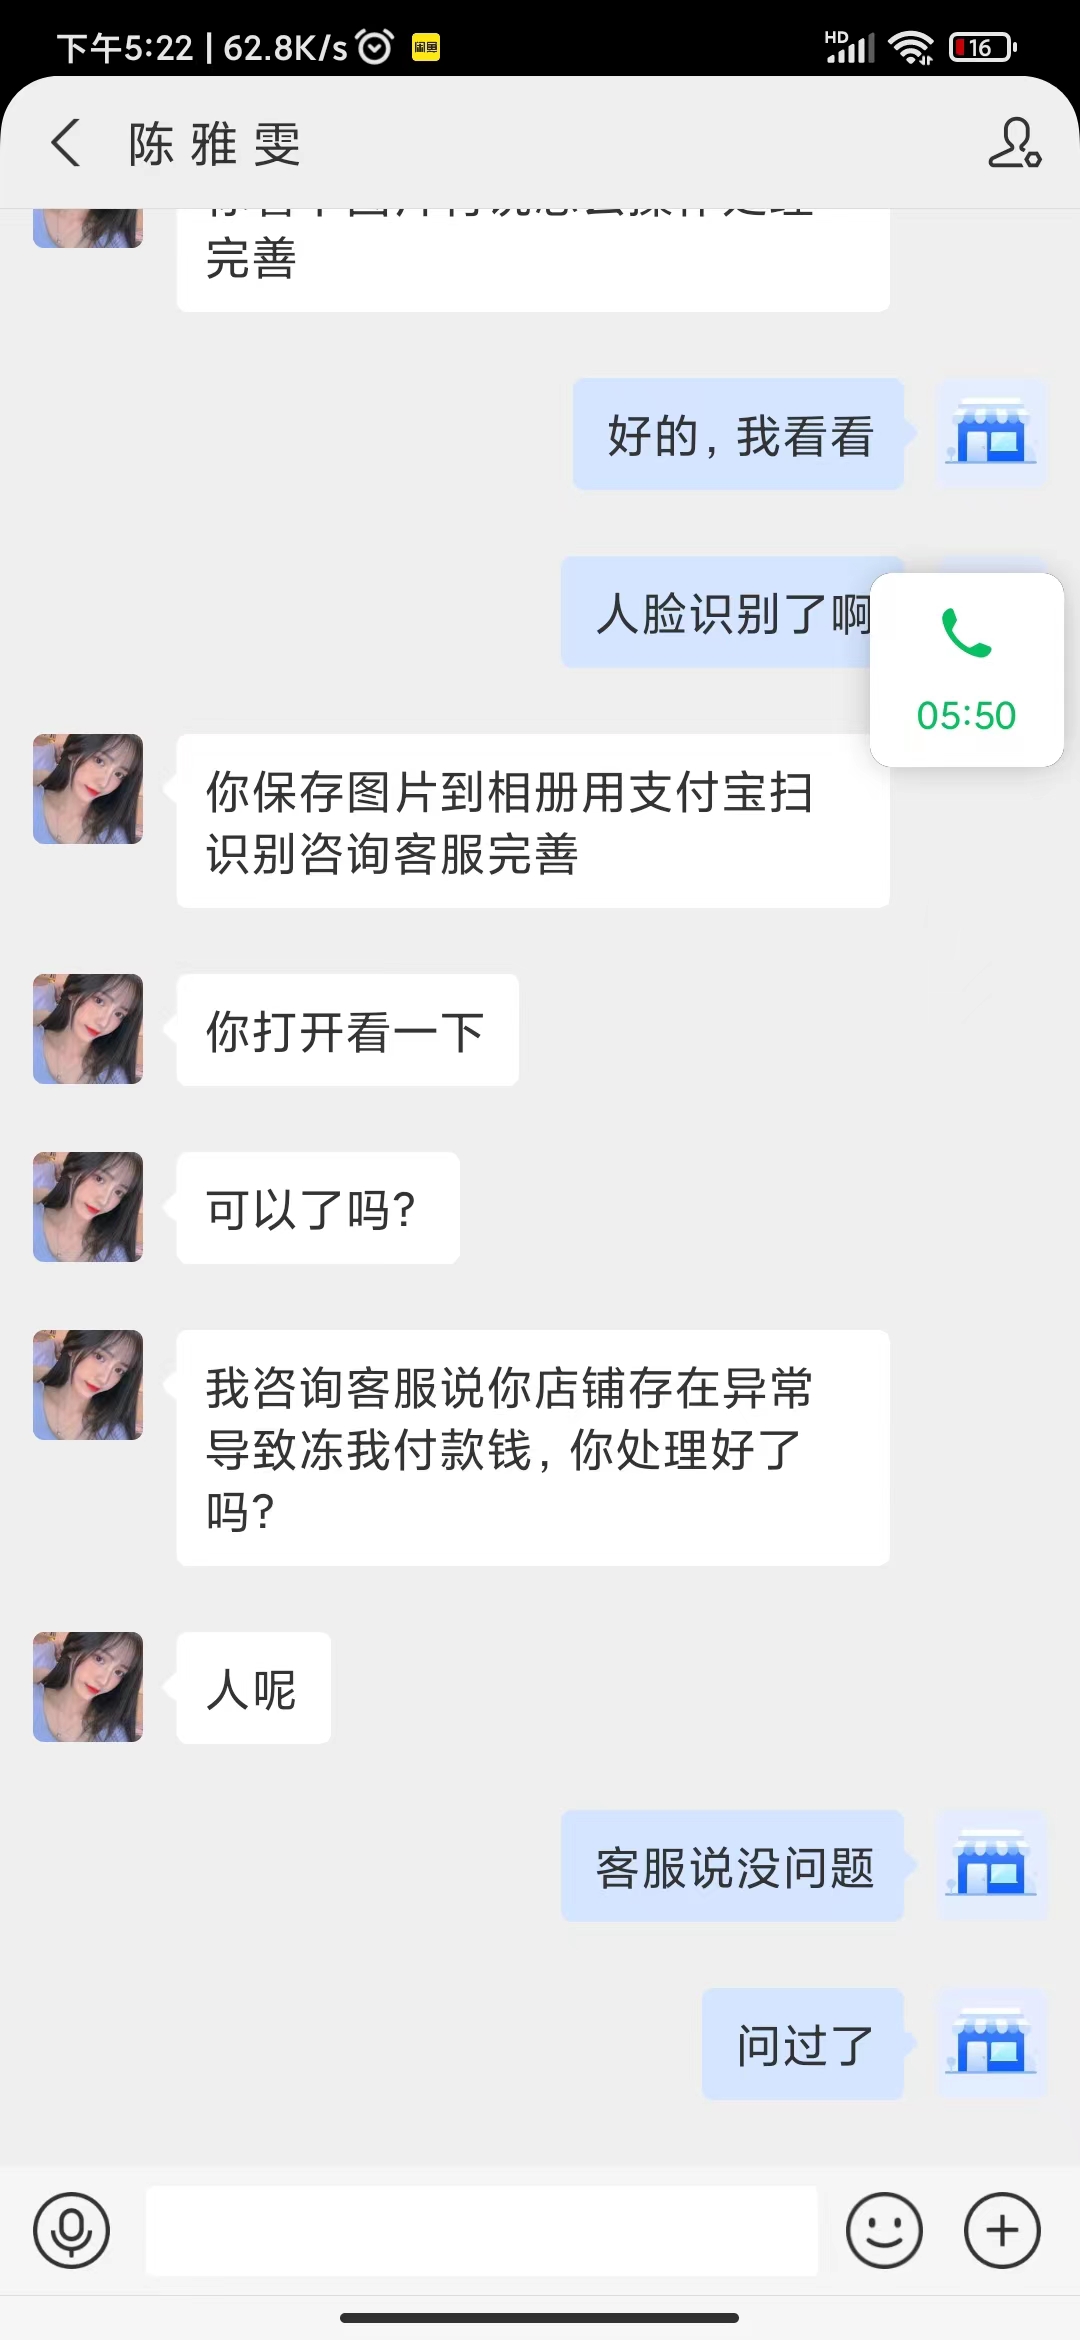 下午5:22 | 62.8K/s 闲鱼 HD 16
陈雅雯
完善
好的，我看看
人脸识别了啊
05:50
你保存图片到相册用支付宝扫
识别咨询客服完善
你打开看一下
可以了吗?
我咨询客服说你店铺存在异常
导致冻我付款钱，你处理好了
吗?
人呢
客服说没问题
问过了